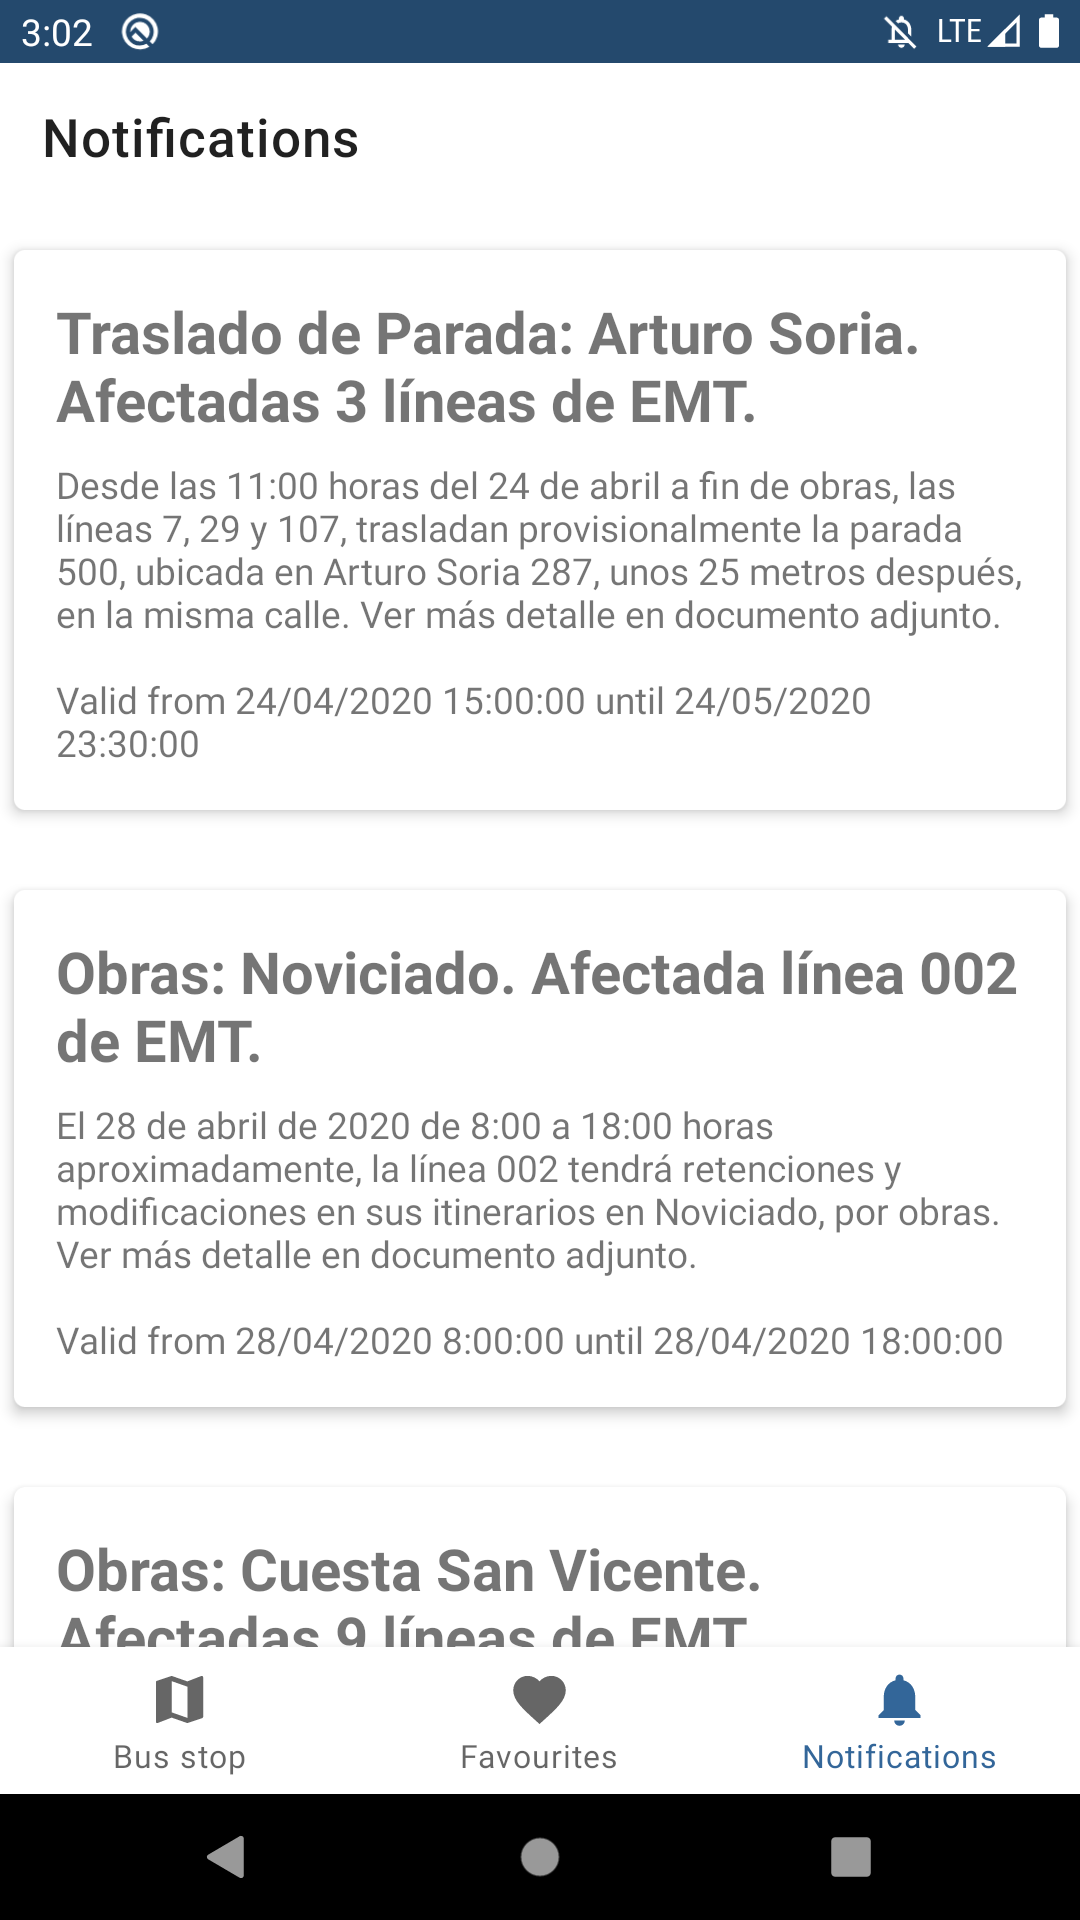 3:02
LTE
Notifications
Traslado de Parada: Arturo Soria.
Afectadas 3 líneas de EMT.
Desde las 11:00 horas del 24 de abril a fin de obras, las
líneas 7, 29 y 107, trasladan provisionalmente la parada
500, ubicada en Arturo Soria 287, unos 25 metros después,
en la misma calle. Ver más detalle en documento adjunto.
Valid from 24/04/2020 15:00:00 until 24/05/2020
23:30:00
Obras: Noviciado. Afectada línea 002
de EMT.
El 28 de abril de 2020 de 8:00 a 18:00 horas
aproximadamente, la línea 002 tendrá retenciones y
modificaciones en sus itinerarios en Noviciado, por obras.
Ver más detalle en documento adjunto.
Valid from 28/04/2020 8:00:00 until 28/04/2020 18:00:00
Obras: Cuesta San Vicente.
Afectadas 9 líneas de EMT
Bus stop
Favourites
Notifications